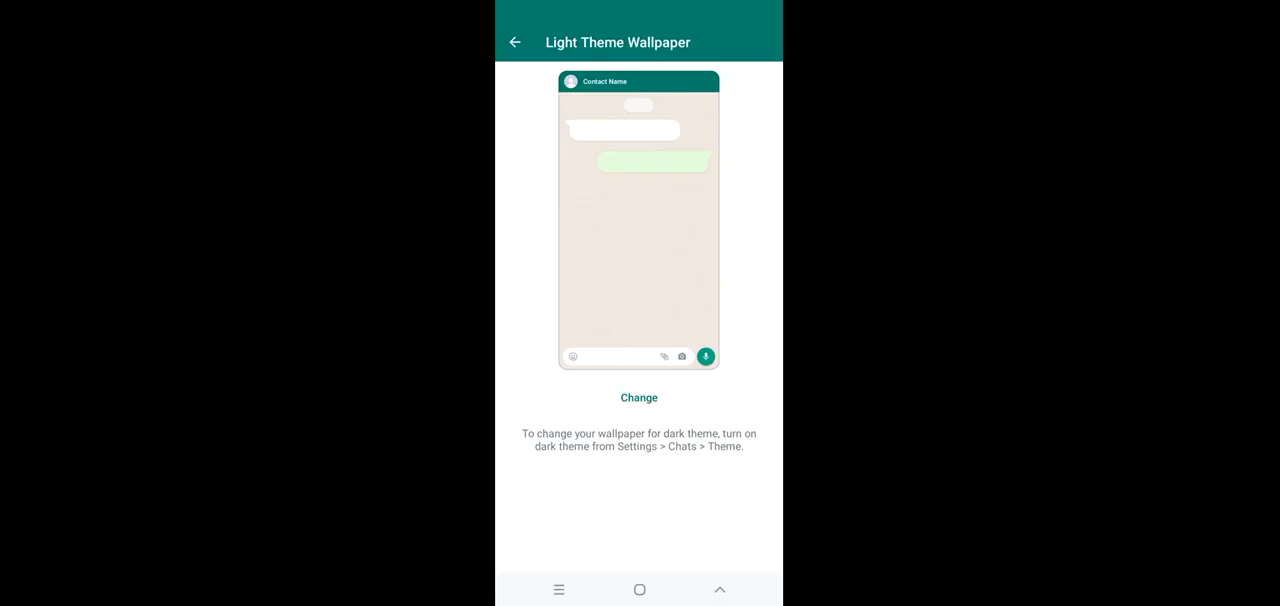 Light Theme Wallpaper
Contact Name
Change
To change your wallpaper for dark theme, turn on
dark theme from Settings > Chats > Theme.